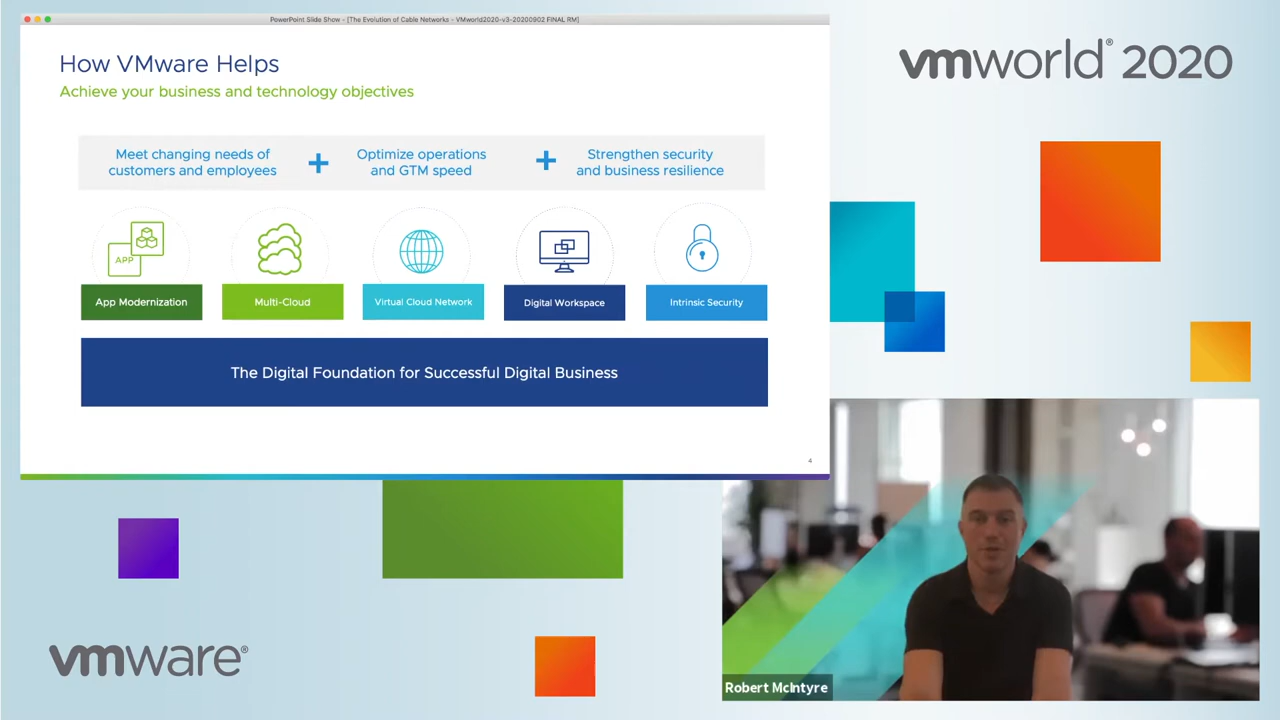 PowerPoint Slide Show - [The Evolution of Cable Networks - VMworld2020-v3-20200902 FINAL RM]
vmworld® 2020
How VMware Helps
Achieve your business and technology objectives
Meet changing needs of
customers and employees
+
Optimize operations
and GTM speed
+
Strengthen security
and business resilience
APP
App Modernization
Multi-Cloud
Virtual Cloud Network
Digital Workspace
Intrinsic Security
The Digital Foundation for Successful Digital Business
4
vmware®
Robert McIntyre